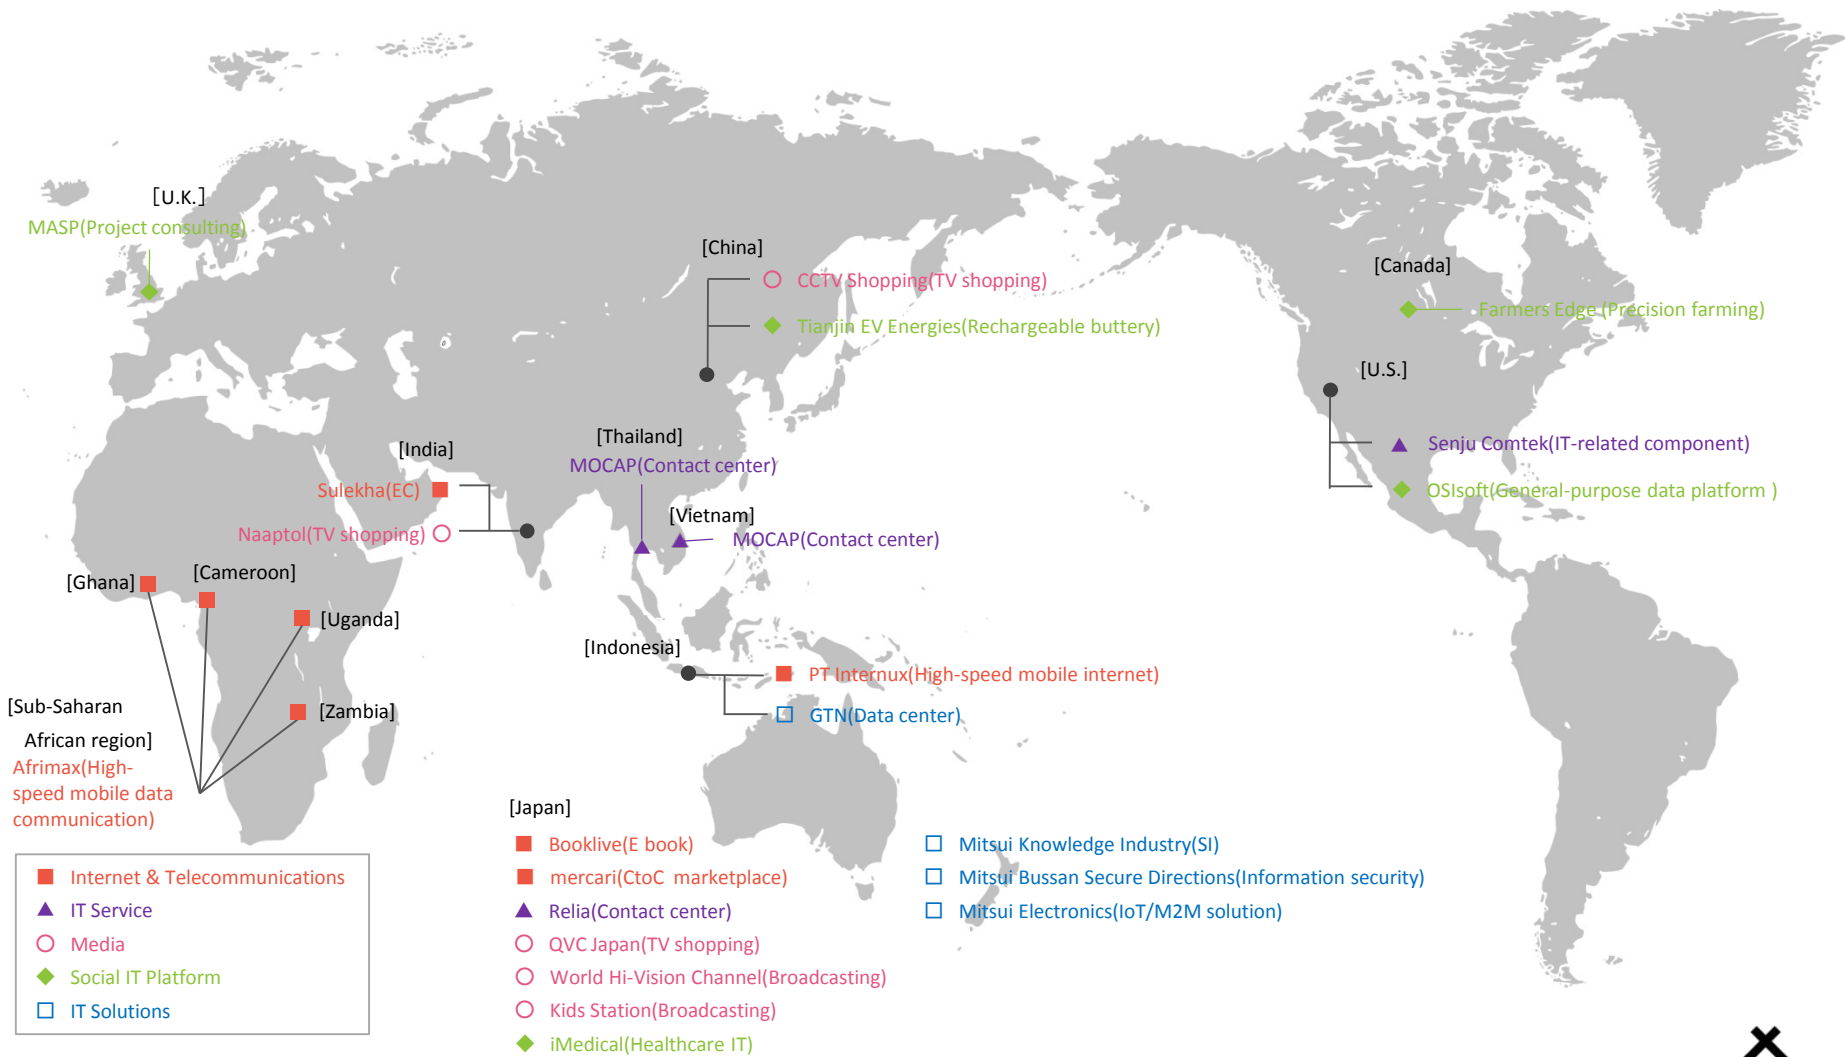 [U.K.]
MASP(Project consulting)
[China]
CCTV Shopping(TV shopping)
Tianjin EV Energies(Rechargeable buttery)
[Canada]
Farmers Edge (Precision farming)
[U.S.]
Senju Comtek(IT-related component)
OSIsoft(General-purpose data platform )
[India]
Sulekha(EC)
Naaptol(TV shopping)
[Thailand]
MOCAP(Contact center)
[Vietnam]
MOCAP(Contact center)
[Ghana]
[Cameroon]
[Uganda]
[Zambia]
[Sub-Saharan
African region]
Afrimax(High-
speed mobile data
communication)
[Indonesia]
PT Internux(High-speed mobile internet)
GTN(Data center)
[Japan]
Booklive(E book)
mercari(CtoC marketplace)
Relia(Contact center)
QVC Japan(TV shopping)
World Hi-Vision Channel(Broadcasting)
Kids Station(Broadcasting)
iMedical(Healthcare IT)
Mitsui Knowledge Industry(SI)
Mitsui Bussan Secure Directions(Information security)
Mitsui Electronics(IoT/M2M solution)
Internet & Telecommunications
IT Service
Media
Social IT Platform
IT Solutions